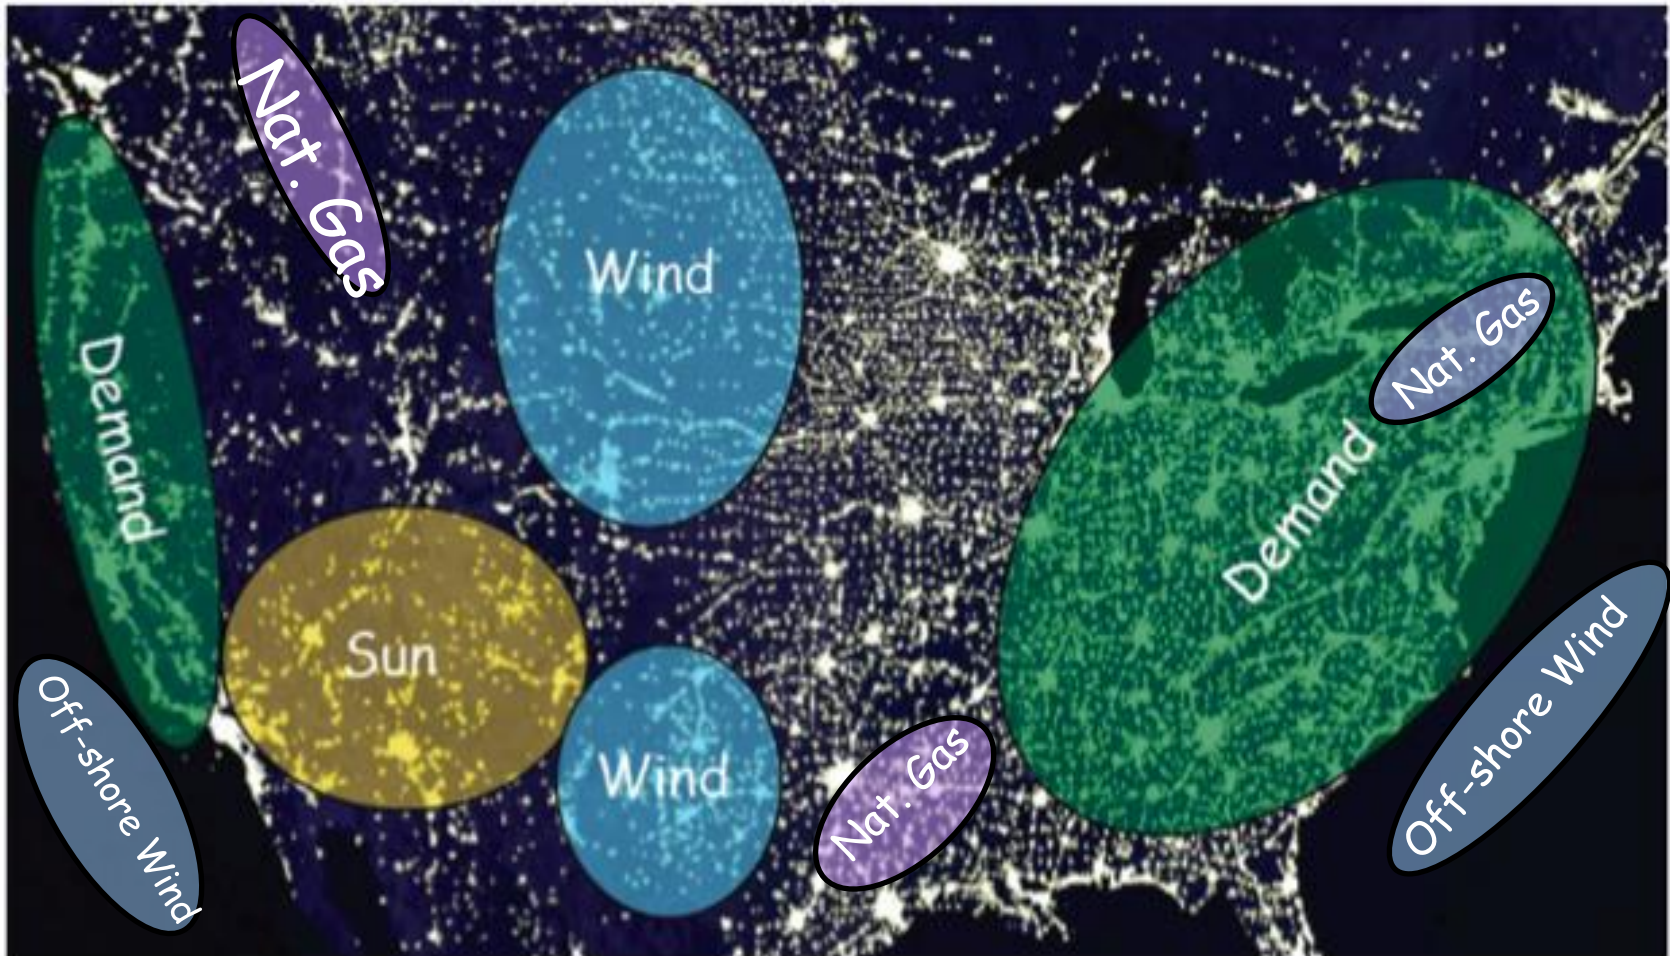 Nat. Gas
Wind
Nat. Gas
Demand
Demand
Sun
Off-shore Wind
Off-shore Wind
Wind
Nat. Gas